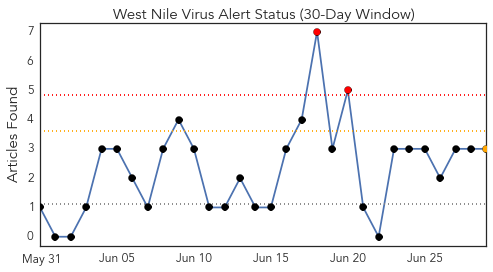 West Nile Virus Alert Status (30-Day Window)
Articles Found
7
6
5
4
3
2
1
0
May 31
Jun 05
Jun 10
Jun 15
Jun 20
Jun 25